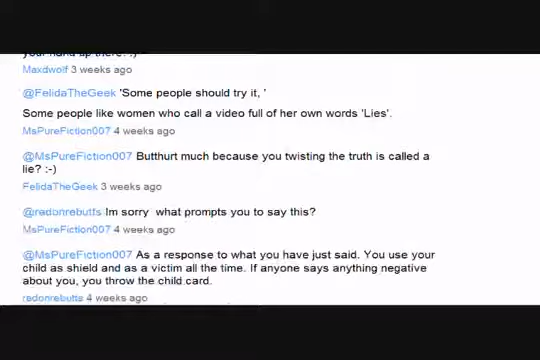 your hand up there? :)
Maxdwolf 3 weeks ago
@FelidaTheGeek 'Some people should try it, '
Some people like women who call a video full of her own words 'Lies'.
MsPureFiction007 4 weeks ago
@MsPureFiction007 Butthurt much because you twisting the truth is called a
lie? :-)
FelidaTheGeek 3 weeks ago
@redonrebutts Im sorry what prompts you to say this?
MsPureFiction007 4 weeks ago
@MsPureFiction007 As a response to what you have just said. You use your
child as shield and as a victim all the time. If anyone says anything negative
about you, you throw the child card.
redonrebutts 4 weeks ago